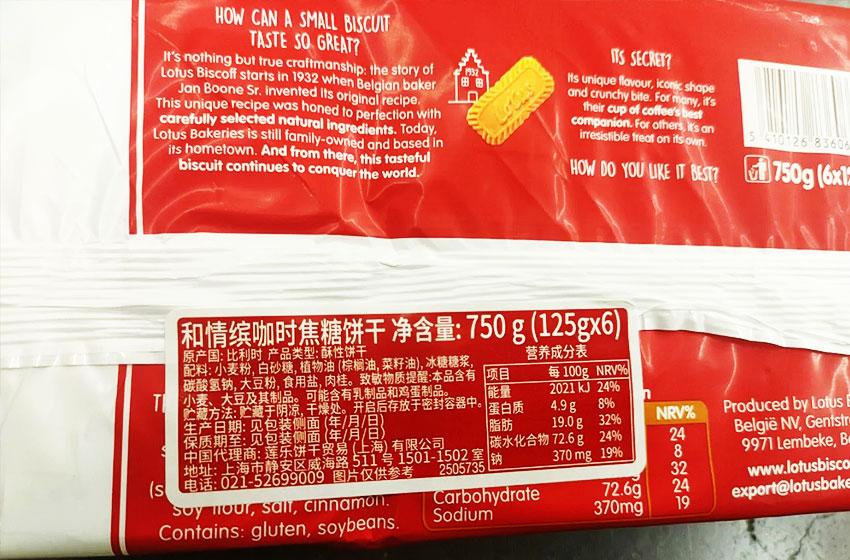 HOW CAN A SMALL BISCUIT
TASTE SO GREAT?
It's nothing but true craftmanship: the story of
Lotus Biscoff starts in 1932 when Belgian baker
Jan Boone Sr. invented its original recipe.
This unique recipe was honed to perfection with
carefully selected natural ingredients. Today,
Lotus Bakeries is still family-owned and based in
its hometown. And from there, this tasteful
biscuit continues to conquer the world.
1932
Lotus
ITS SECRET?
Its unique flavour, iconic shape
and crunchy bite. For many, it's
their cup of coffee's best
companion. For others, it's an
irresistible treat on its own.
HOW DO YOU LIKE IT BEST?
5 410126 83606
750g (6x12
和情缤咖时焦糖饼干 净含量: 750 g (125gx6)
原产国: 比利时 产品类型: 酥性饼干
配料: 小麦粉, 白砂糖, 植物油 (棕榈油, 菜籽油), 冰糖糖浆,
碳酸氢钠, 大豆粉, 食用盐, 肉桂。致敏物质提醒:本品含有
小麦、大豆及其制品。可能含有乳制品和鸡蛋制品。
贮藏方法: 贮藏于阴凉, 干燥处。开启后存放于密封容器中。
生产日期: 见包装侧面 (年/月/日)
保质期至: 见包装侧面 (年/月/日)
中国代理商: 莲乐饼干贸易 (上海) 有限公司
地址: 上海市静安区威海路 511 号 1501-1502 室
电话: 021-52699009 图片仅供参考 2505735
营养成分表
项目 每 100g NRV%
能量 2021 kJ 24%
蛋白质 4.9 g 8%
脂肪 19.0 g 32%
碳水化合物 72.6 g 24%
钠 370 mg 19%
NRV%
24
8
32
72.6g 24
Carbohydrate
Sodium 370mg 19
soy flour, salt, cinnamon.
Contains: gluten, soybeans.
Produced by Lotus
België NV, Gentstr
9971 Lembeke, Be
www.lotusbisco
export@lotusbake